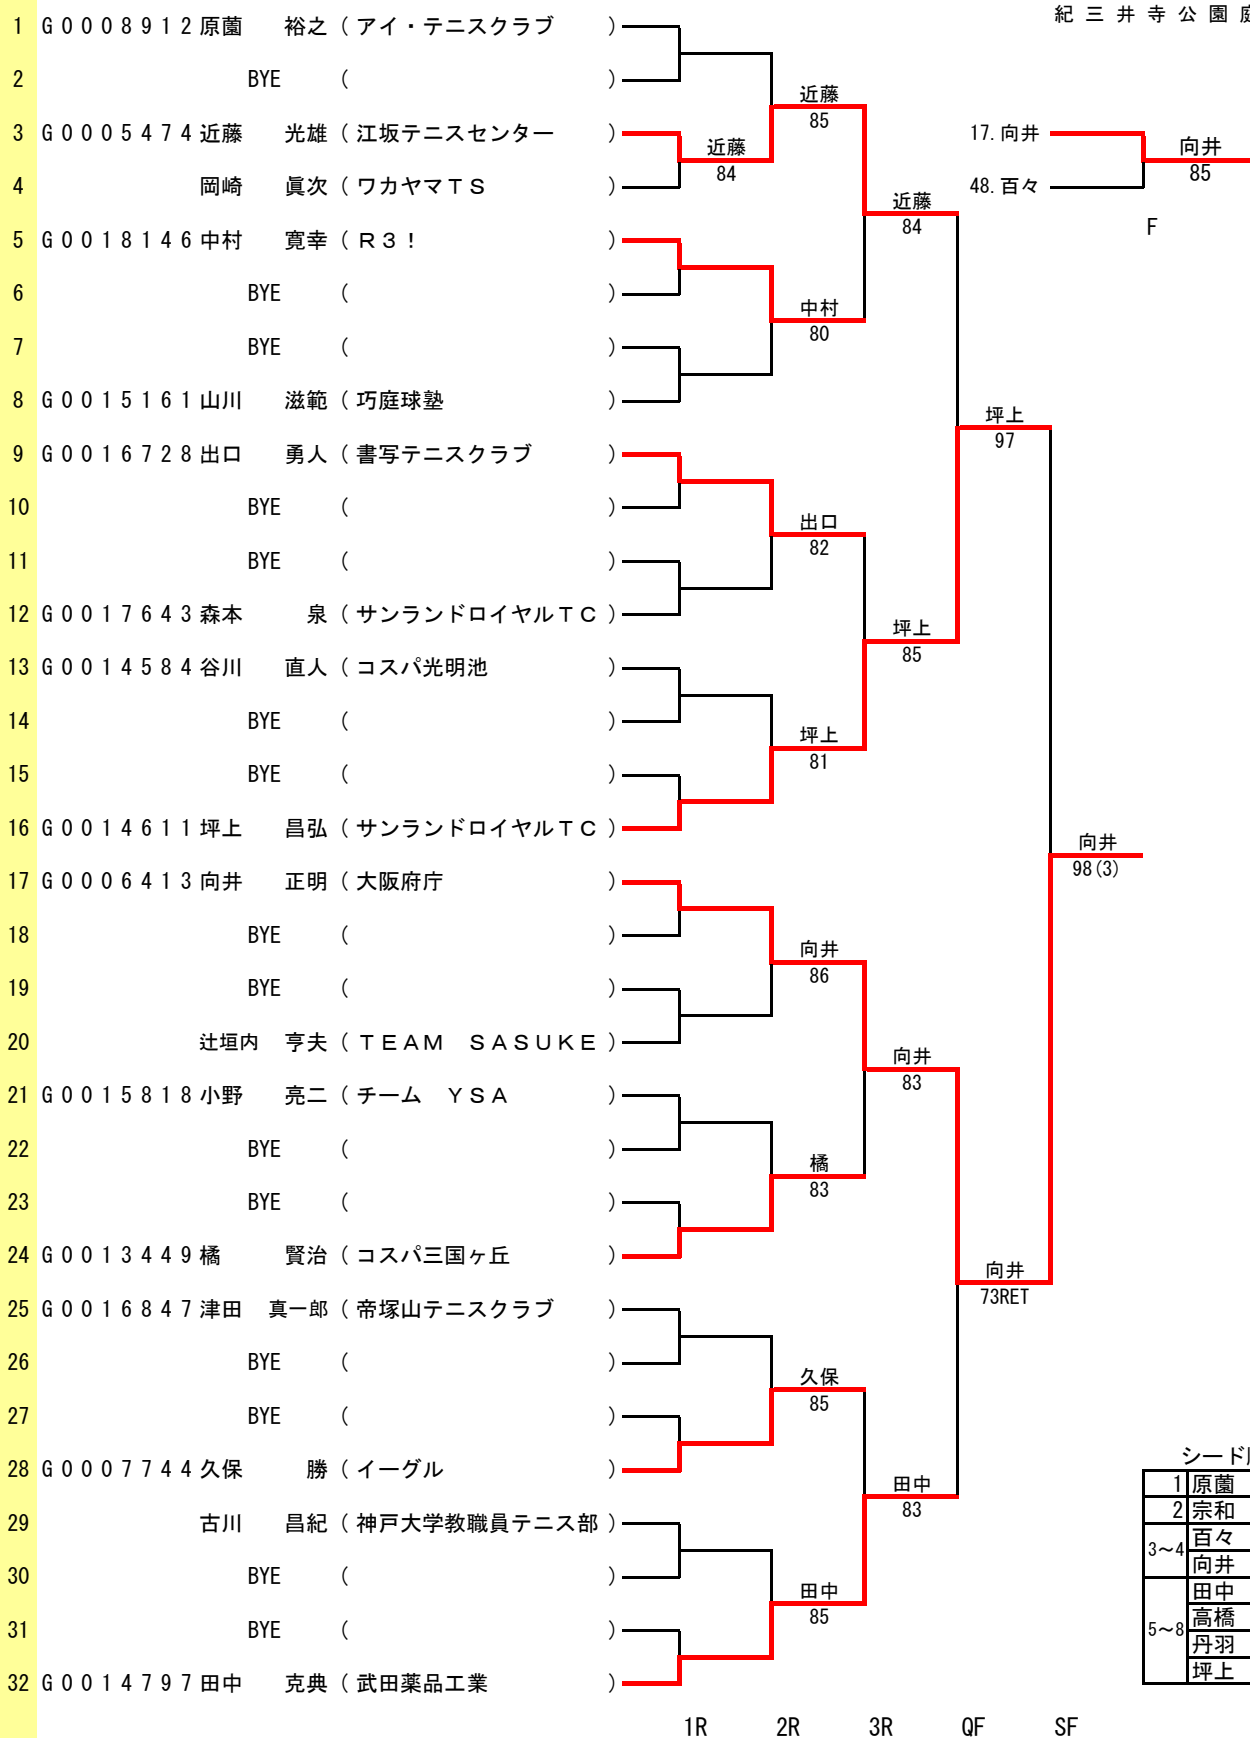 紀三井寺公園庭
1 G0008912 原薗 裕之 ( アイ・テニスクラブ )
2 BYE ( )
近藤
85
3 G0005474 近藤 光雄 ( 江坂テニスセンター )
近藤
84
17.向井
向井
85
4 岡崎 眞次 ( ワカヤマTS )
48.百々
近藤
84
F
5 G0018146 中村 寛幸 ( R3! )
6 BYE ( )
中村
80
7 BYE ( )
8 G0015161 山川 滋範 ( 巧庭球塾 )
坪上
97
9 G0016728 出口 勇人 ( 書写テニスクラブ )
10 BYE ( )
出口
82
11 BYE ( )
12 G0017643 森本 泉 ( サンランドロイヤルTC )
坪上
85
13 G0014584 谷川 直人 ( コスパ光明池 )
14 BYE ( )
坪上
81
15 BYE ( )
16 G0014611 坪上 昌弘 ( サンランドロイヤルTC )
向井
98(3)
17 G0006413 向井 正明 ( 大阪府庁 )
18 BYE ( )
向井
86
19 BYE ( )
20 辻垣内 亨夫 ( TEAM SASUKE )
向井
83
21 G0015818 小野 亮二 ( チーム YSA )
22 BYE ( )
橘
83
23 BYE ( )
24 G0013449 橘 賢治 ( コスパ三国ヶ丘 )
向井
73RET
25 G0016847 津田 真一郎 ( 帝塚山テニスクラブ )
26 BYE ( )
久保
85
27 BYE ( )
28 G0007744 久保 勝 ( イーグル )
田中
83
29 古川 昌紀 ( 神戸大学教職員テニス部 )
30 BYE ( )
田中
85
31 BYE ( )
32 G0014797 田中 克典 ( 武田薬品工業 )
シード
1 原薗
2 宗和
3~4 百々
向井
5~8 田中
高橋
丹羽
坪上
1R 2R 3R QF SF